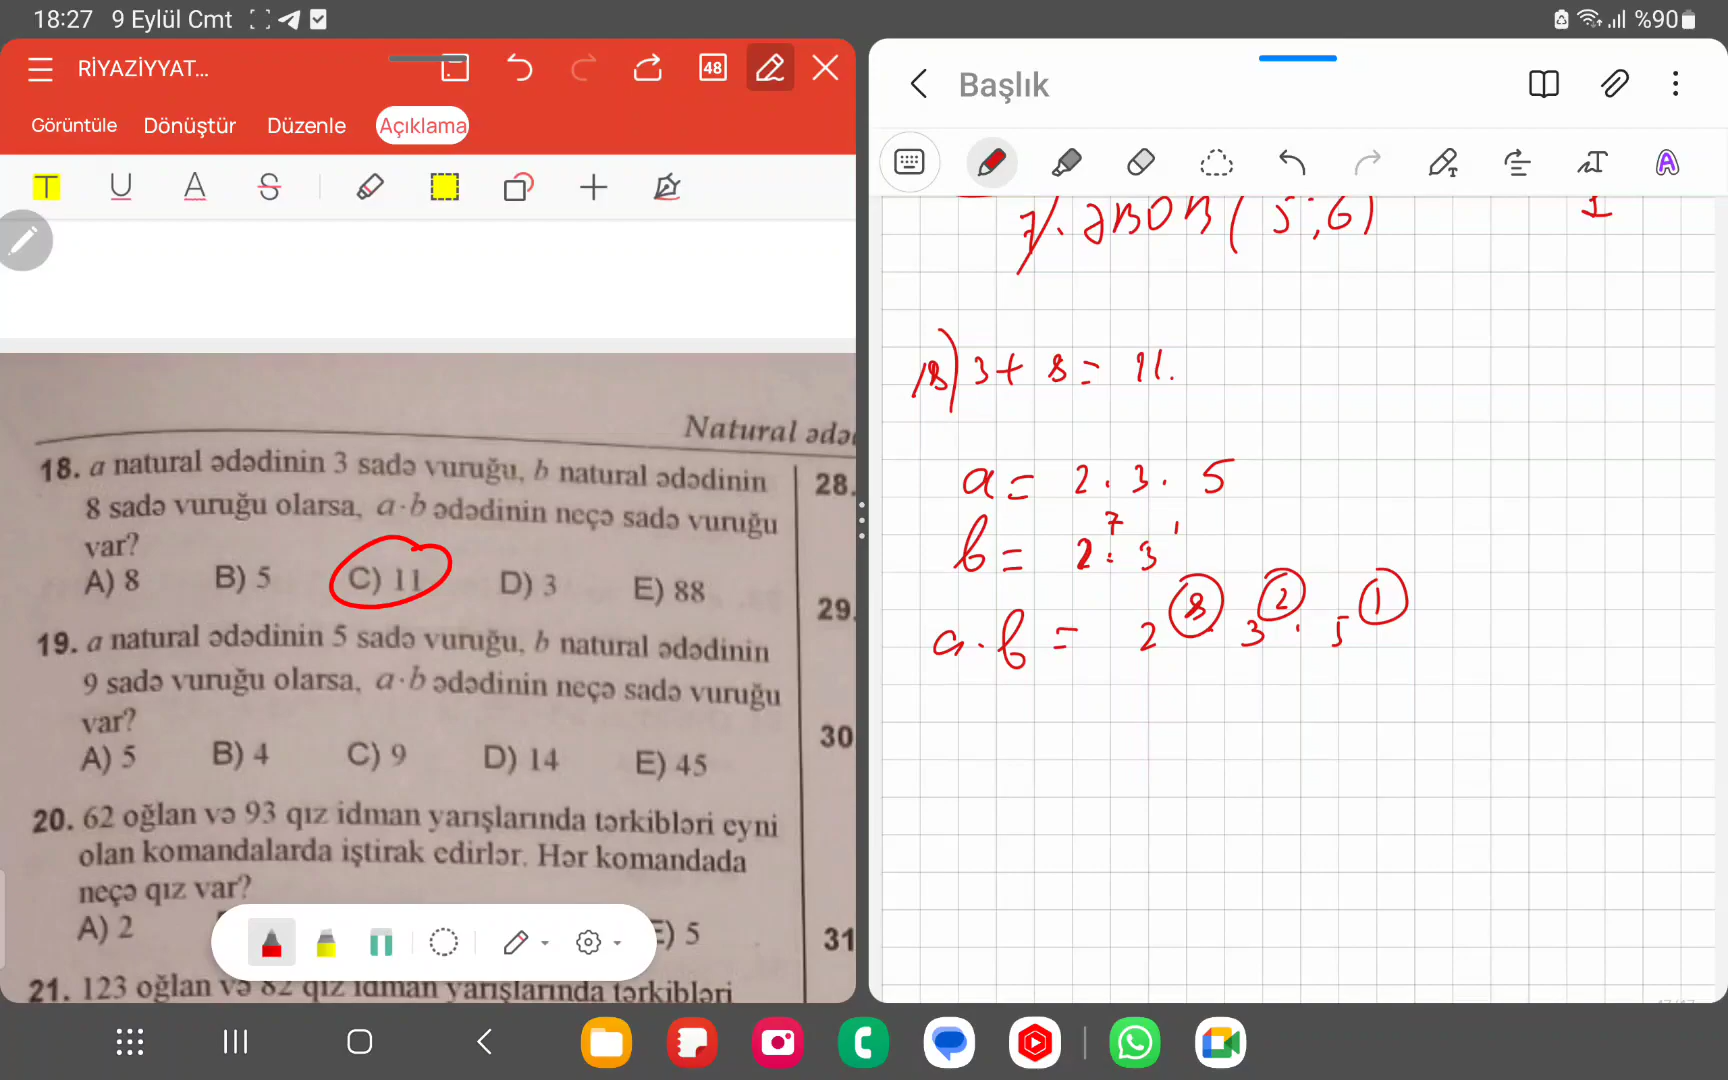 18:27 9 Eylül Cmt
%90
RİYAZİYYAT...
48
Görüntüle Dönüştür Düzenle Açıklama
Başlık
Natural ədə
18. a natural ədədinin 3 sadə vuruğu, b natural ədədinin
8 sadə vuruğu olarsa, a·b ədədinin neçə sadə vuruğu
var?
A) 8 B) 5 C) 11 D) 3 E) 88
19. a natural ədədinin 5 sadə vuruğu, b natural ədədinin
9 sadə vuruğu olarsa, a·b ədədinin neçə sadə vuruğu
var?
A) 5 B) 4 C) 9 D) 14 E) 45
20. 62 oğlan və 93 qız idman yarışlarında tərkibləri eyni
olan komandalarda iştirak edirlər. Hər komandada
neçə qız var?
A) 2 E) 5
21. 123 oğlan və 82 qız idman yarışlarında tərkibləri
28.
29.
30
31
ƏBOB(5;6)
18) 3+8=11.
a= 2·3·5
b= 2⁷·3¹
a·b= 2⁸·3²·5¹